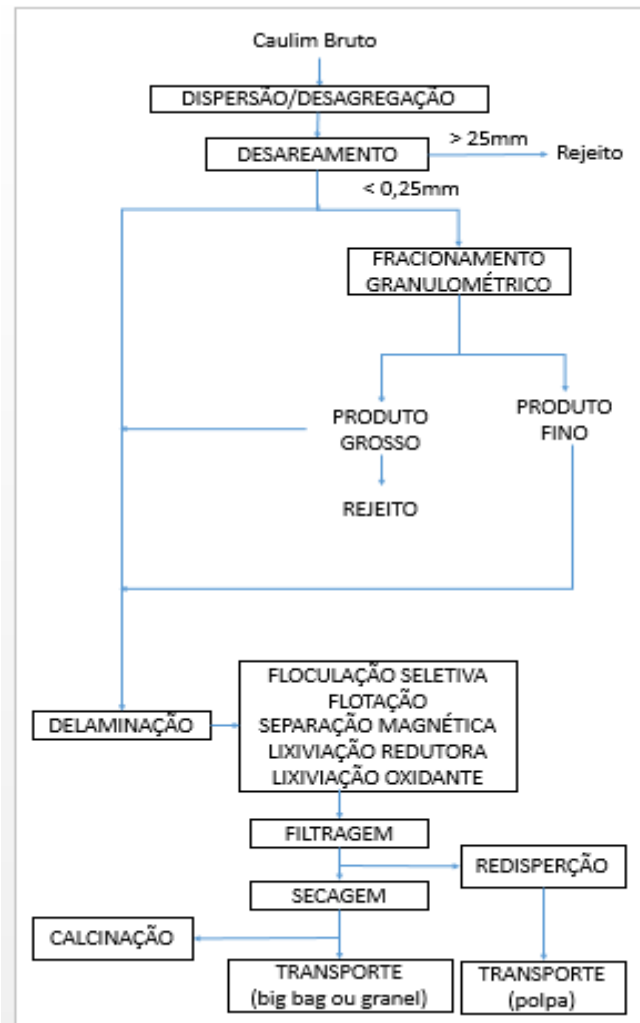 Caulim Bruto
DISPERSÃO/DESAGREGAÇÃO
DESAREAMENTO
> 25mm
Rejeito
< 0,25mm
FRACIONAMENTO
GRANULOMÉTRICO
PRODUTO
GROSSO
PRODUTO
FINO
REJEITO
DELAMINAÇÃO
FLOCULAÇÃO SELETIVA
FLOTAÇÃO
SEPARAÇÃO MAGNÉTICA
LIXIVIAÇÃO REDUTORA
LIXIVIAÇÃO OXIDANTE
FILTRAGEM
REDISPERÇÃO
SECAGEM
CALCINAÇÃO
TRANSPORTE
(big bag ou granel)
TRANSPORTE
(polpa)